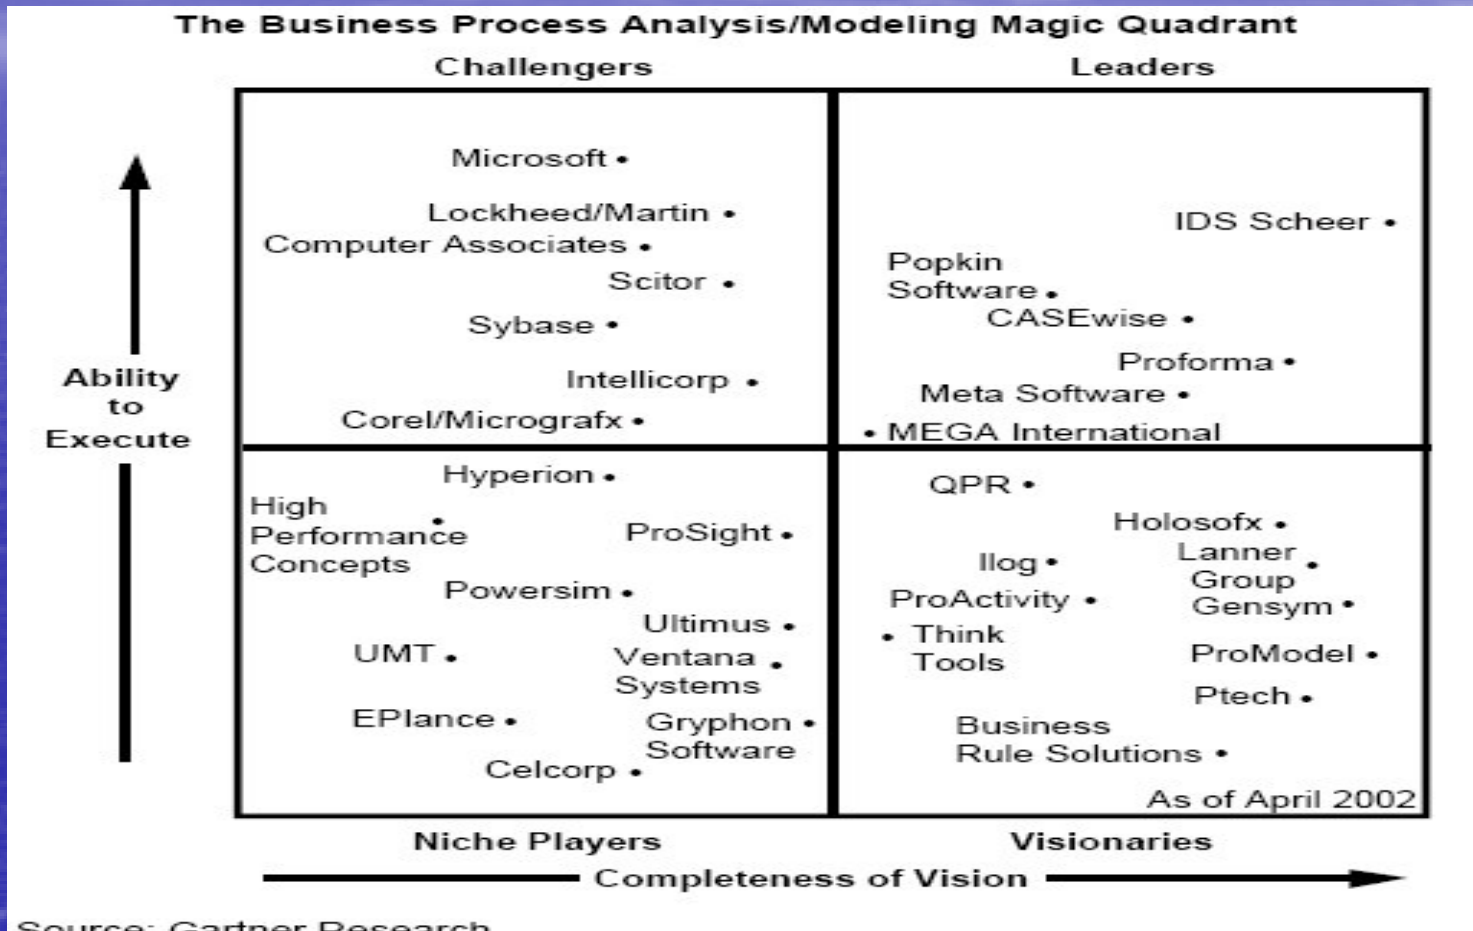 The Business Process Analysis/Modeling Magic Quadrant
Challengers
Leaders
Microsoft
Lockheed/Martin
Computer Associates
Scitor
Sybase
Intellicorp
Corel/Micrografx
IDS Scheer
Popkin
Software
CASEwise
Proforma
Meta Software
MEGA International
Ability
to
Execute
Hyperion
High
Performance
Concepts
ProSight
Powersim
Ultimus
UMT
Ventana
Systems
EPlance
Gryphon
Software
Celcorp
QPR
Holosofx
Ilog
Lanner
Group
ProActivity
Gensym
Think
Tools
ProModel
Ptech
Business
Rule Solutions
As of April 2002
Niche Players
Visionaries
Completeness of Vision
Source: Gartner Research